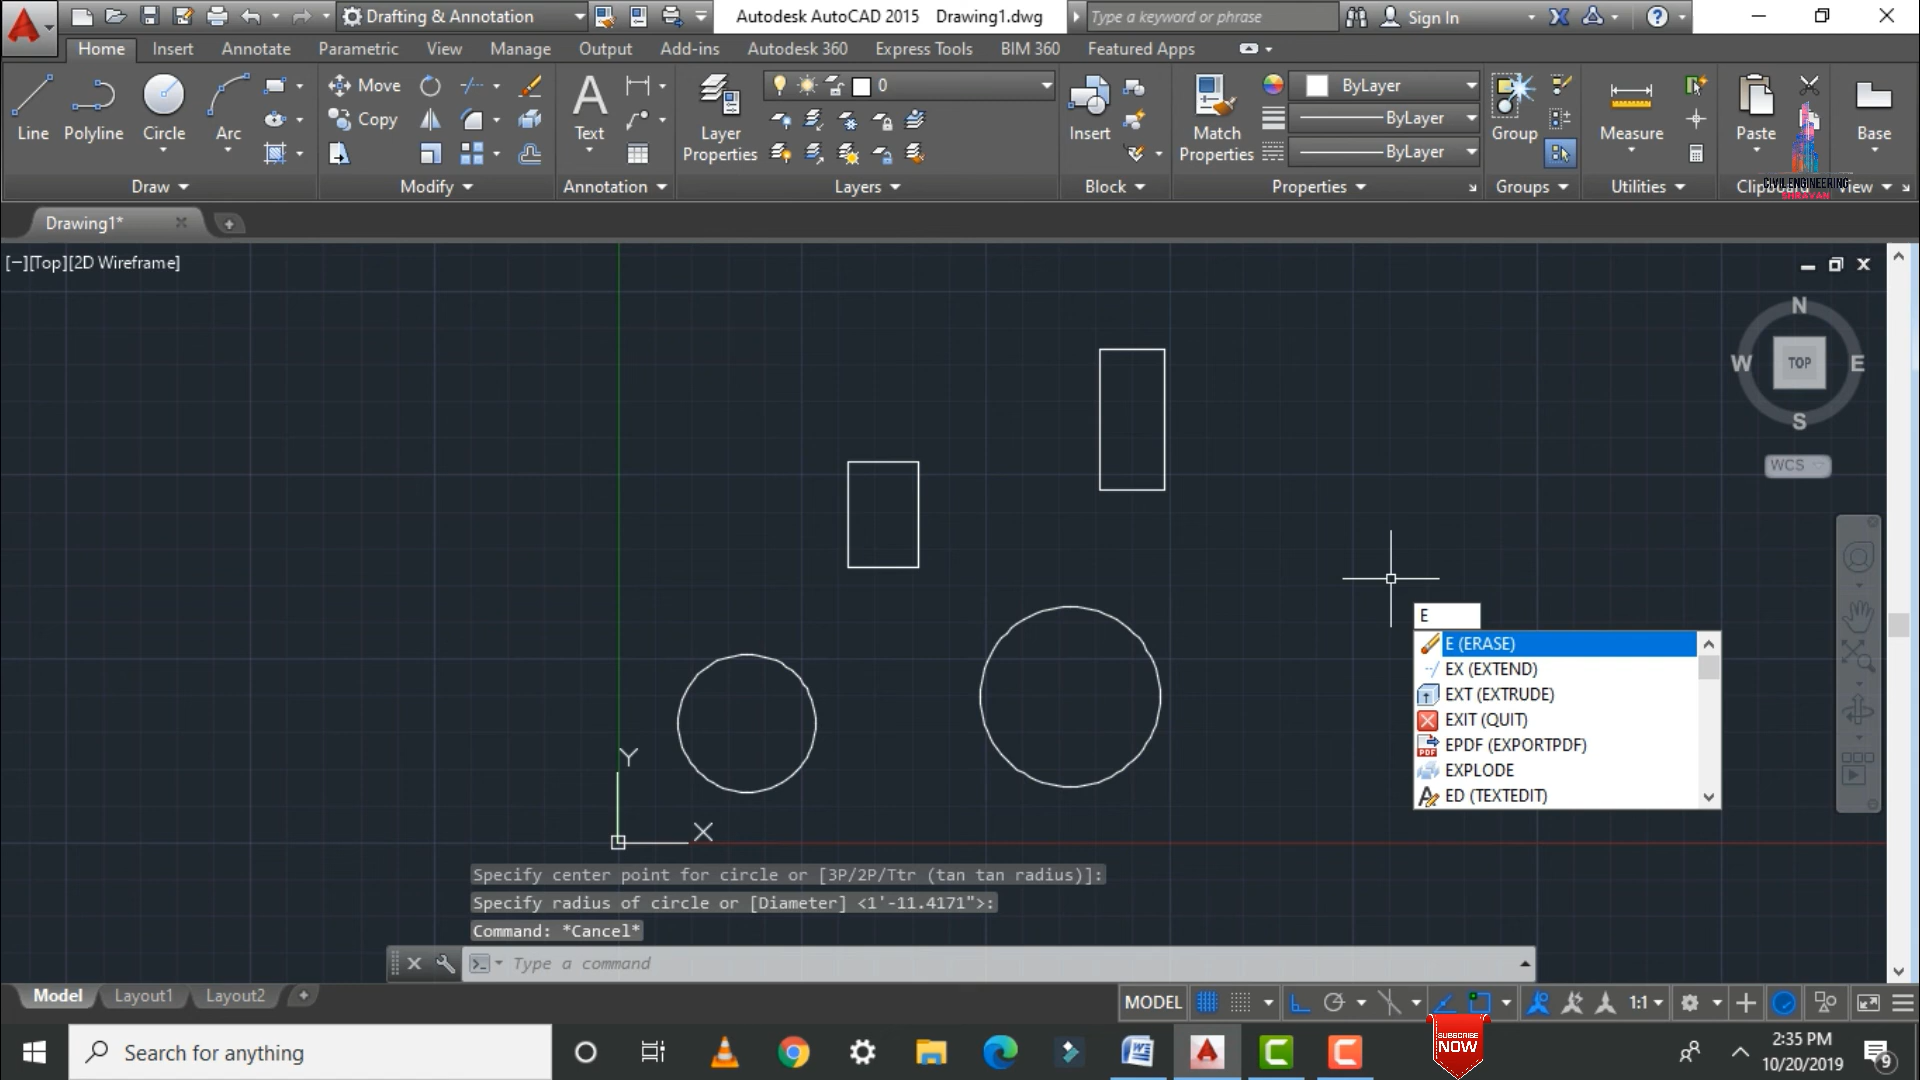 Drafting & Annotation
Autodesk AutoCAD 2015 Drawing1.dwg
Type a keyword or phrase
Sign In
Home Insert Annotate Parametric View Manage Output Add-ins Autodesk 360 Express Tools BIM 360 Featured Apps
Line Polyline Circle Arc
Move
Copy
Text
Layer Properties
0
Insert
Match Properties
ByLayer
ByLayer
ByLayer
Group
Measure
Paste
Base
Draw Modify Annotation Layers Block Properties Groups Utilities View
CIVIL ENGINEERING
SHRAVAN
Drawing1*
[−][Top][2D Wireframe]
N
W TOP E
S
WCS
E
E (ERASE)
EX (EXTEND)
EXT (EXTRUDE)
EXIT (QUIT)
EPDF (EXPORTPDF)
EXPLODE
ED (TEXTEDIT)
Y
X
Specify center point for circle or [3P/2P/Ttr (tan tan radius)]:
Specify radius of circle or [Diameter] <1'-11.4171">:
Command: *Cancel*
Type a command
Model Layout1 Layout2
MODEL
1:1
SUBSCRIBE
NOW
Search for anything
2:35 PM
10/20/2019
9